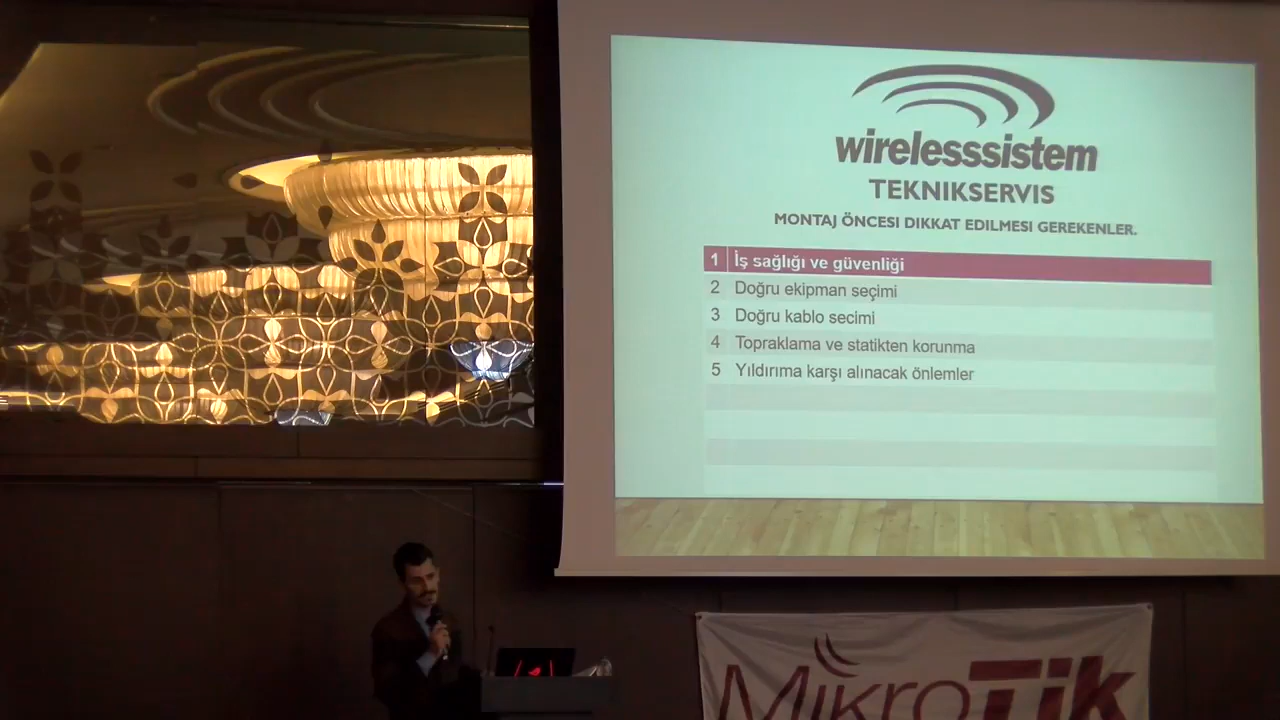 wirelesssistem
TEKNIKSERVIS
MONTAJ ÖNCESI DIKKAT EDILMESI GEREKENLER.
1 İş sağlığı ve güvenliği
2 Doğru ekipman seçimi
3 Doğru kablo secimi
4 Topraklama ve statikten korunma
5 Yıldırıma karşı alınacak önlemler
MikroTik